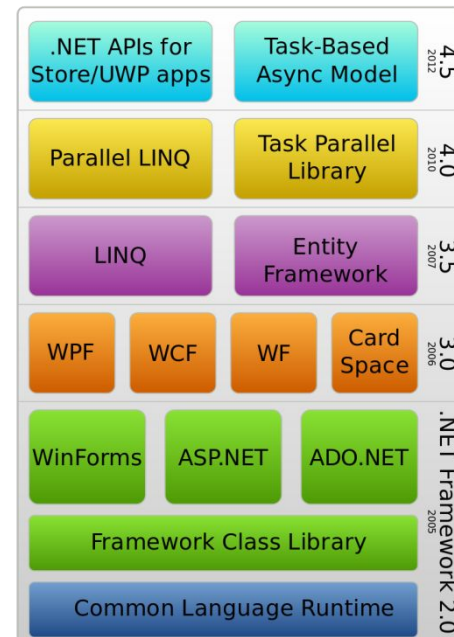 .NET APIs for
Store/UWP apps
Task-Based
Async Model
4.5
2012
Parallel LINQ
Task Parallel
Library
4.0
2010
LINQ
Entity
Framework
3.5
2007
WPF
WCF
WF
Card
Space
3.0
2006
WinForms
ASP.NET
ADO.NET
Framework Class Library
Common Language Runtime
.NET Framework 2.0
2005